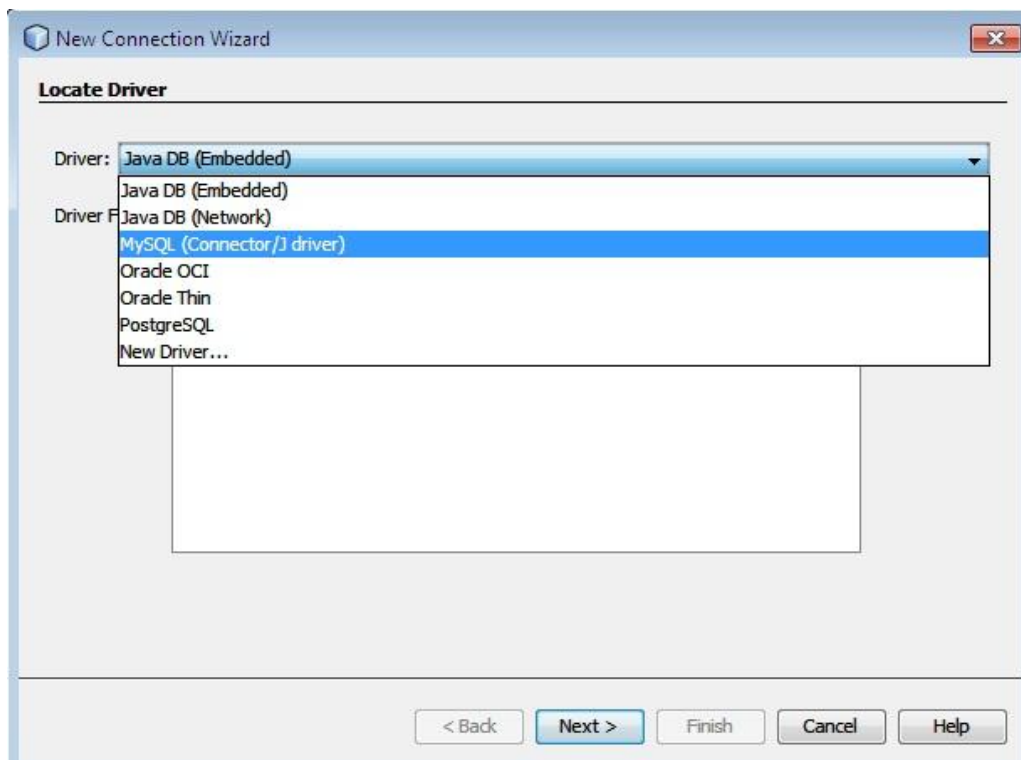 New Connection Wizard
Locate Driver
Driver: Java DB (Embedded)
Java DB (Embedded)
Driver F Java DB (Network)
MySQL (Connector/J driver)
Oracle OCI
Oracle Thin
PostgreSQL
New Driver...
< Back Next > Finish Cancel Help